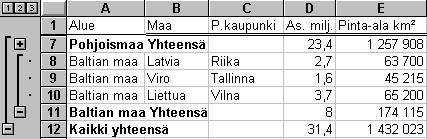 1 2 3 A B C D E
1 Alue Maa P.kaupunki As. milj. Pinta-ala km²
7 Pohjoismaa Yhteensä 23,4 1 257 908
8 Baltian maa Latvia Riika 2,7 63 700
9 Baltian maa Viro Tallinna 1,6 45 215
10 Baltian maa Liettua Vilna 3,7 65 200
11 Baltian maa Yhteensä 8 174 115
12 Kaikki yhteensä 31,4 1 432 023